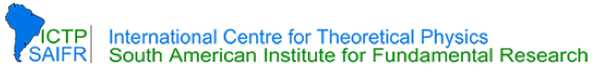 ICTP
SAIFR
International Centre for Theoretical Physics
South American Institute for Fundamental Research